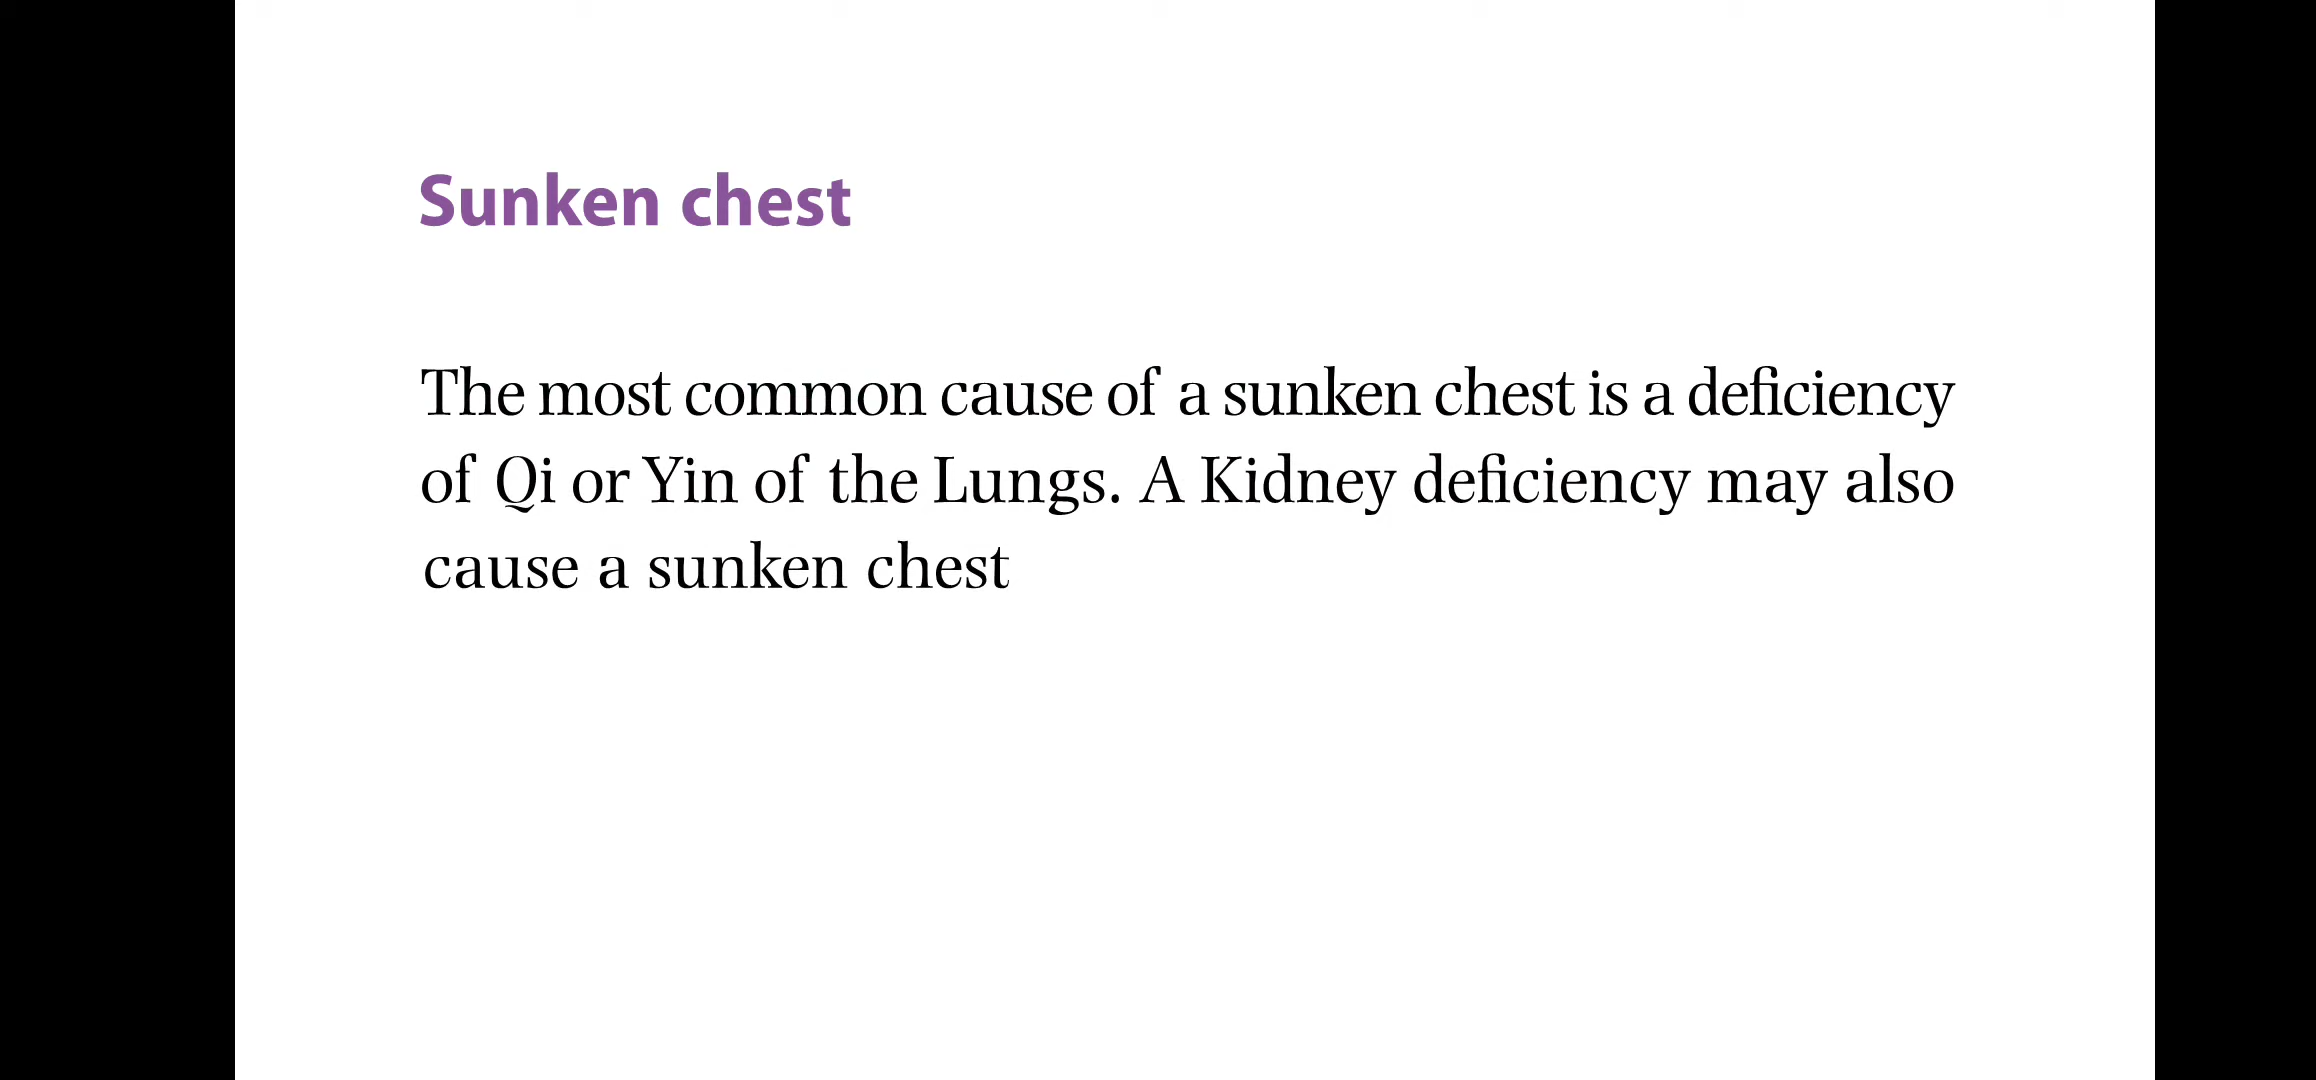 Sunken chest
The most common cause of a sunken chest is a deficiency
of Qi or Yin of the Lungs. A Kidney deficiency may also
cause a sunken chest